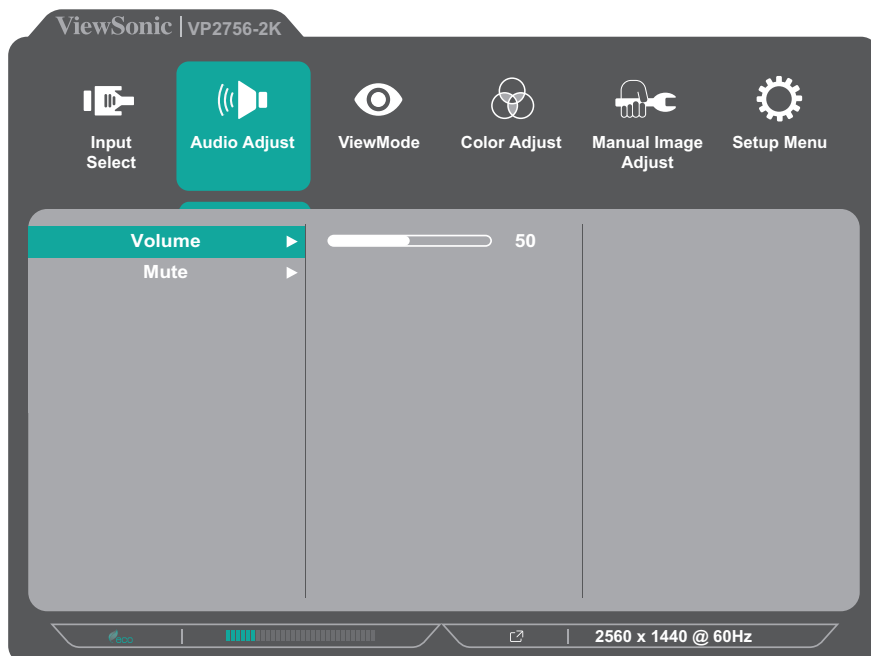 ViewSonic | VP2756-2K
Input Select
Audio Adjust
ViewMode
Color Adjust
Manual Image Adjust
Setup Menu
Volume
50
Mute
eco
2560 x 1440 @ 60Hz